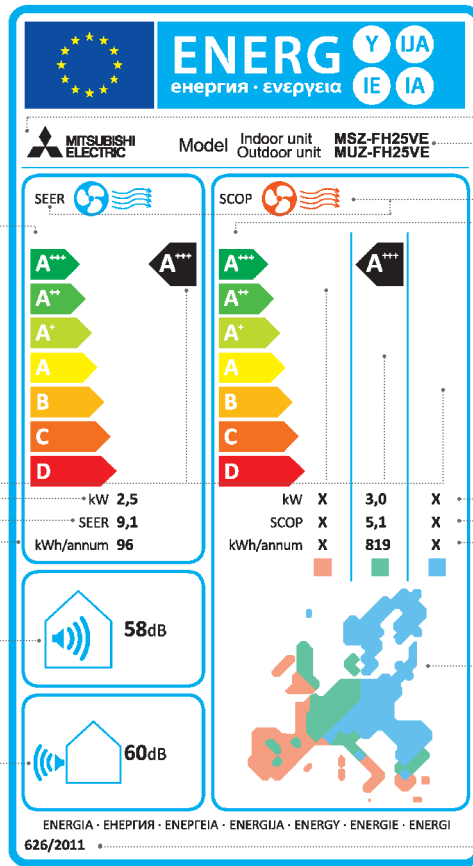 ENERG Y IJA
енергия · ενεργεια IE IA
MITSUBISHI
ELECTRIC
Model Indoor unit MSZ-FH25VE
Outdoor unit MUZ-FH25VE
SEER
A+++ A+++
A++
A+
A
B
C
D
kW 2,5
SEER 9,1
kWh/annum 96
SCOP
A+++ A+++
A++
A+
A
B
C
D
kW X 3,0 X
SCOP X 5,1 X
kWh/annum X 819 X
58dB
60dB
ENERGIA · ЕНЕРГИЯ · ΕΝΕΡΓΕΙΑ · ENERGIJA · ENERGY · ENERGIE · ENERGI
626/2011